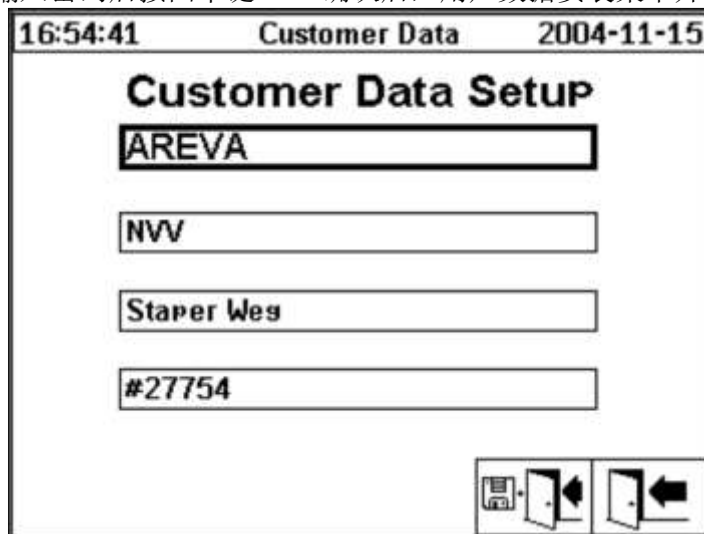 16:54:41 Customer Data 2004-11-15
Customer Data Setup
AREVA
NVV
Staper Weg
#27754